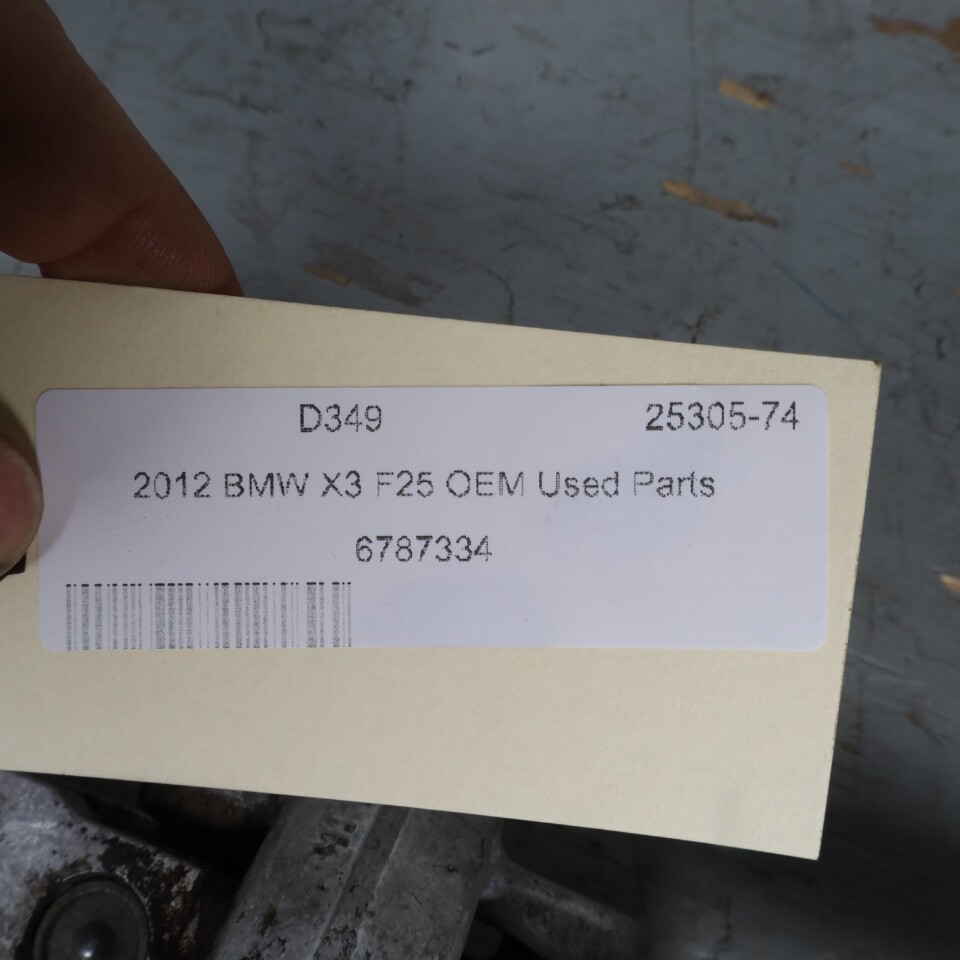 D349 25305-74
2012 BMW X3 F25 OEM Used Parts
6787334